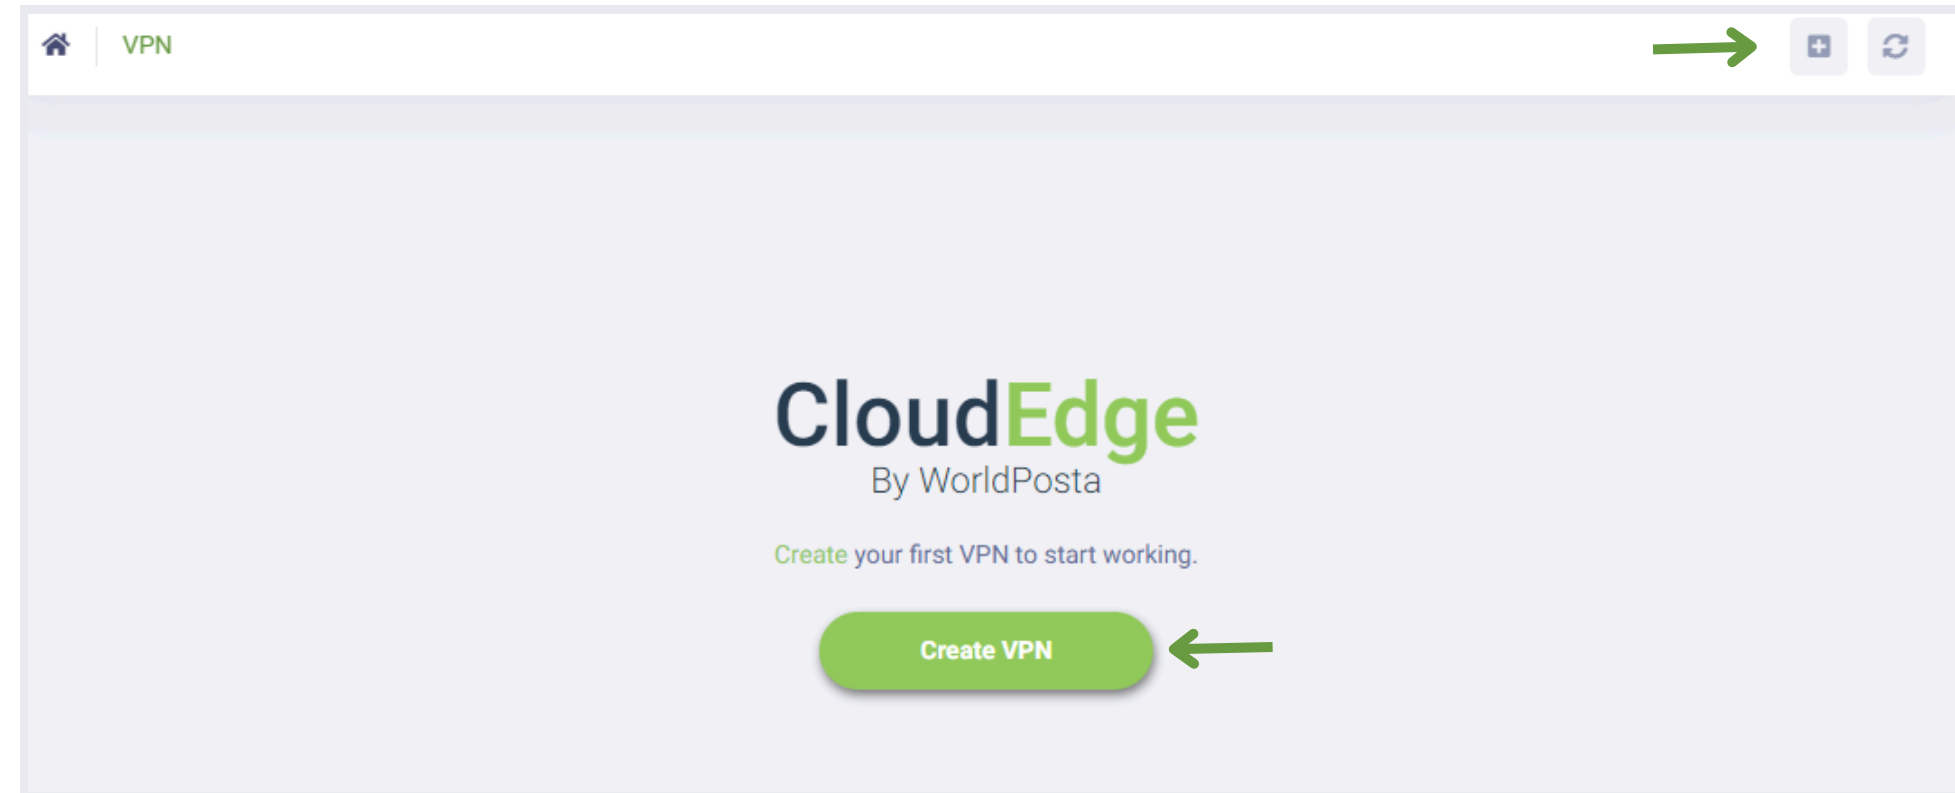 VPN
CloudEdge
By WorldPosta
Create your first VPN to start working.
Create VPN